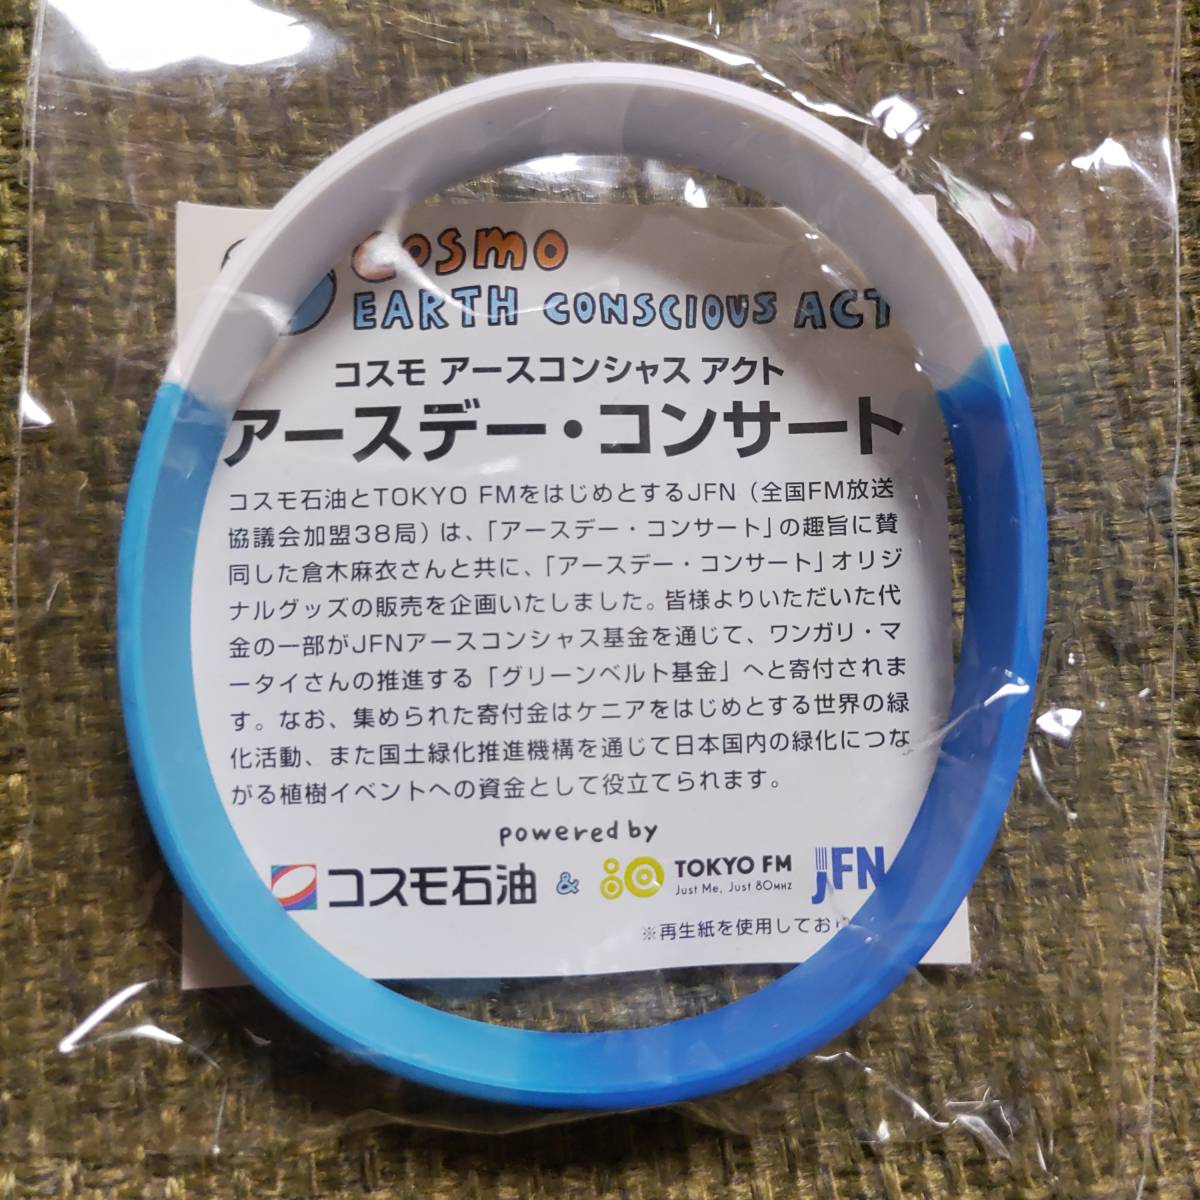 COSMO
EARTH CONSCIOUS ACT
コスモ アースコンシャス アクト
アースデー・コンサート
コスモ石油とTOKYO FMをはじめとするJFN（全国FM放送
協議会加盟38局）は、「アースデー・コンサート」の趣旨に賛
同した倉木麻衣さんと共に、「アースデー・コンサート」オリジ
ナルグッズの販売を企画いたしました。皆様よりいただいた代
金の一部がJFNアースコンシャス基金を通じて、ワンガリ・マ
ータイさんの推進する「グリーンベルト基金」へと寄付されま
す。なお、集められた寄付金はケニアをはじめとする世界の緑
化活動、また国土緑化推進機構を通じて日本国内の緑化につな
がる植樹イベントへの資金として役立てられます。
powered by
コスモ石油 & 80 TOKYO FM JFN
Just Me, Just 80MHZ
※再生紙を使用してお